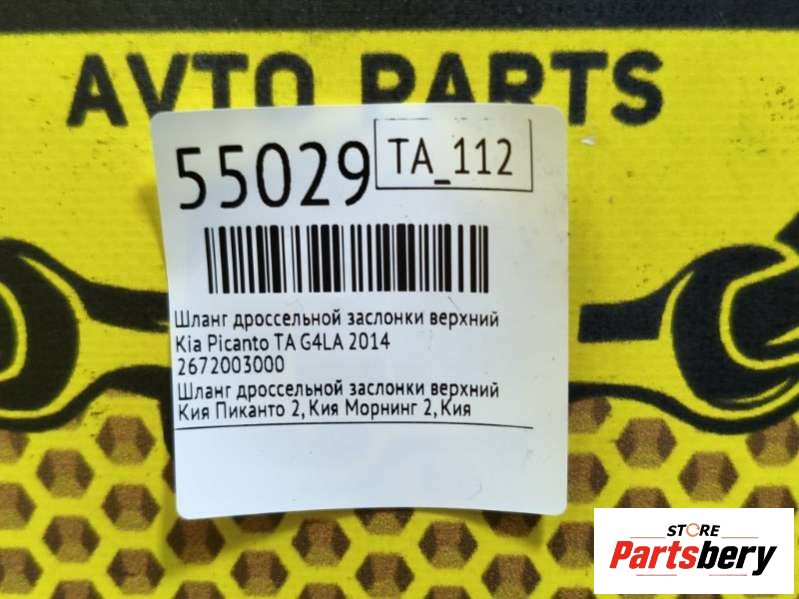 AVTO PARTS
55029
TA_112
Шланг дроссельной заслонки верхний
Kia Picanto TA G4LA 2014
2672003000
Шланг дроссельной заслонки верхний
Кия Пиканто 2, Кия Морнинг 2, Кия
STORE
Partsbery